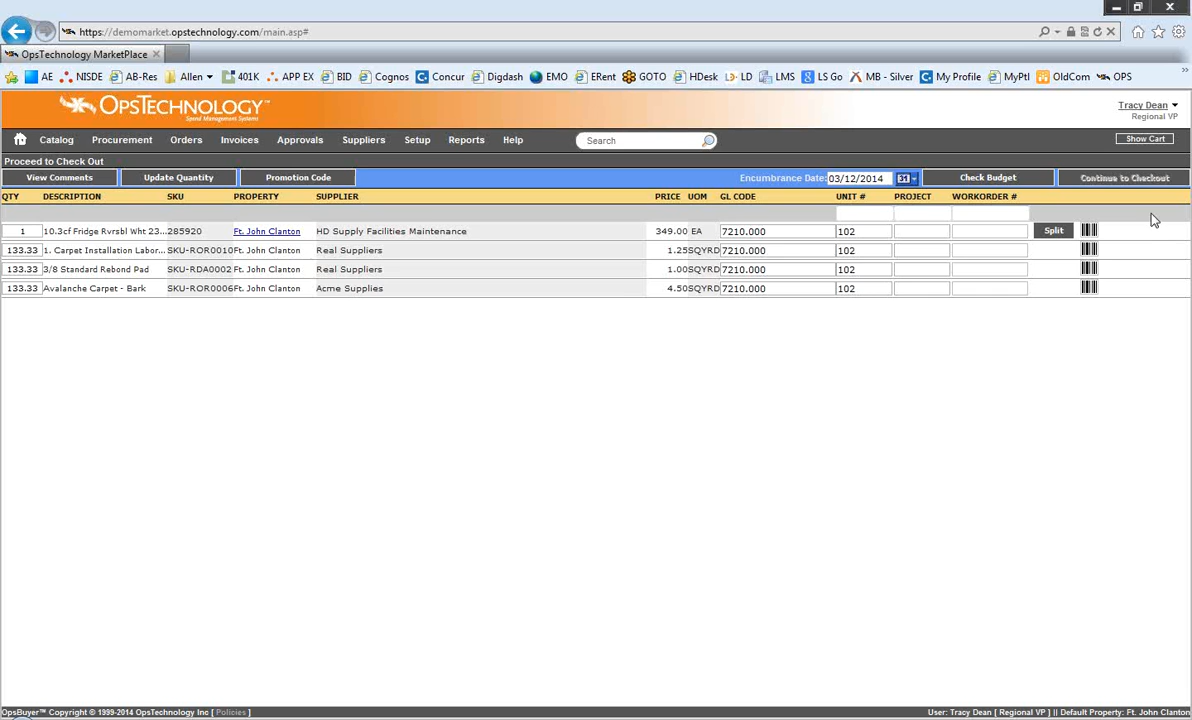 https://demomarket.opstechnology.com/main.asp#
OpsTechnology MarketPlace
AE NISDE AB-Res Allen 401K APP EX BID Cognos Concur Digdash EMO ERent GOTO HDesk LD LMS LS Go MB - Silver My Profile MyPtl OldCom OPS
OPSTECHNOLOGY™
Spend Management Systems
Tracy Dean
Regional VP
Catalog Procurement Orders Invoices Approvals Suppliers Setup Reports Help Search Show Cart
Proceed to Check Out
View Comments Update Quantity Promotion Code Encumbrance Date: 03/12/2014 31 Check Budget Continue to Checkout
QTY DESCRIPTION SKU PROPERTY SUPPLIER PRICE UOM GL CODE UNIT # PROJECT WORKORDER #
1 10.3cf Fridge Rvrsbl Wht 23... 285920 Ft. John Clanton HD Supply Facilities Maintenance 349.00 EA 7210.000 102 Split
133.33 1. Carpet Installation Labor... SKU-ROR0010 Ft. John Clanton Real Suppliers 1.25 SQYRD 7210.000 102
133.33 3/8 Standard Rebond Pad SKU-RDA0002 Ft. John Clanton Real Suppliers 1.00 SQYRD 7210.000 102
133.33 Avalanche Carpet - Bark SKU-ROR0006 Ft. John Clanton Acme Supplies 4.50 SQYRD 7210.000 102
OpsBuyer™ Copyright © 1999-2014 OpsTechnology Inc [ Policies ] User: Tracy Dean [ Regional VP ] || Default Property: Ft. John Clanton